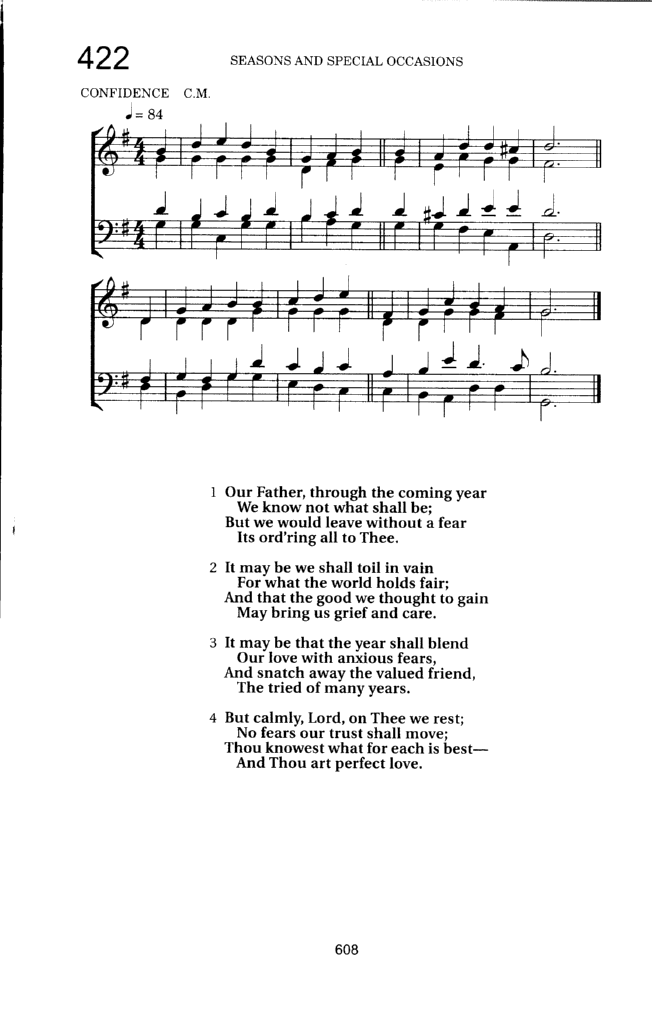 422
SEASONS AND SPECIAL OCCASIONS
CONFIDENCE C.M.
♩= 84
1 Our Father, through the coming year
We know not what shall be;
But we would leave without a fear
Its ord'ring all to Thee.
2 It may be we shall toil in vain
For what the world holds fair;
And that the good we thought to gain
May bring us grief and care.
3 It may be that the year shall blend
Our love with anxious fears,
And snatch away the valued friend,
The tried of many years.
4 But calmly, Lord, on Thee we rest;
No fears our trust shall move;
Thou knowest what for each is best—
And Thou art perfect love.
608